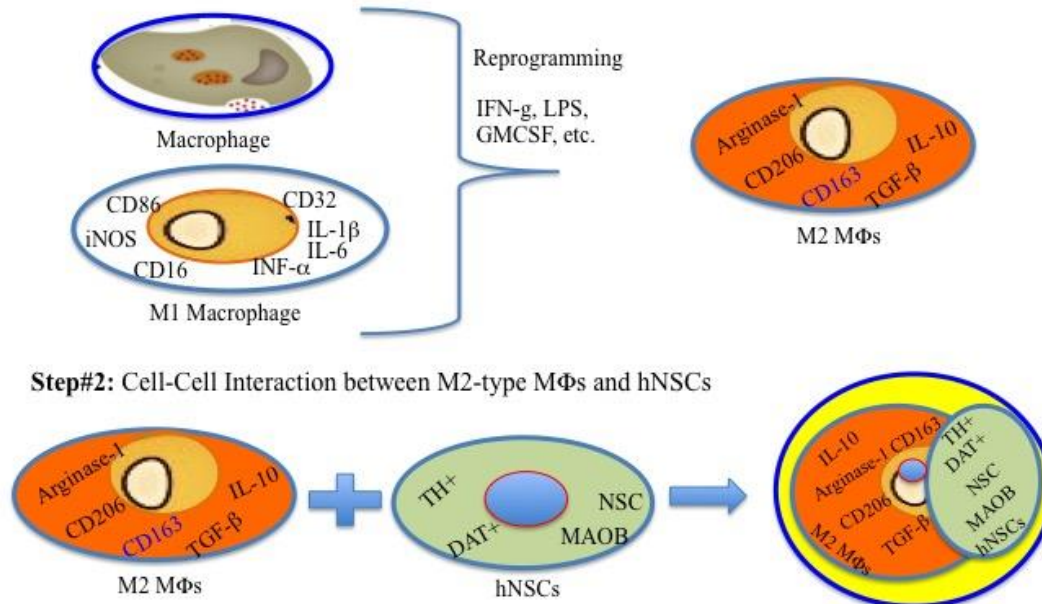 Macrophage
Reprogramming
IFN-g, LPS,
GMCSF, etc.
CD86
CD32
iNOS
IL-1β
IL-6
CD16
INF-α
M1 Macrophage
Arginase-1
IL-10
CD206
CD163
TGF-β
M2 MΦs
Step#2: Cell-Cell Interaction between M2-type MΦs and hNSCs
Arginase-1
IL-10
CD206
CD163
TGF-β
M2 MΦs
TH+
NSC
DAT+
MAOB
hNSCs
IL-10
Arginase-1 CD163
CD206
TGF-β
M2 MΦs
TH+
DAT+
NSC
MAOB
hNSCs